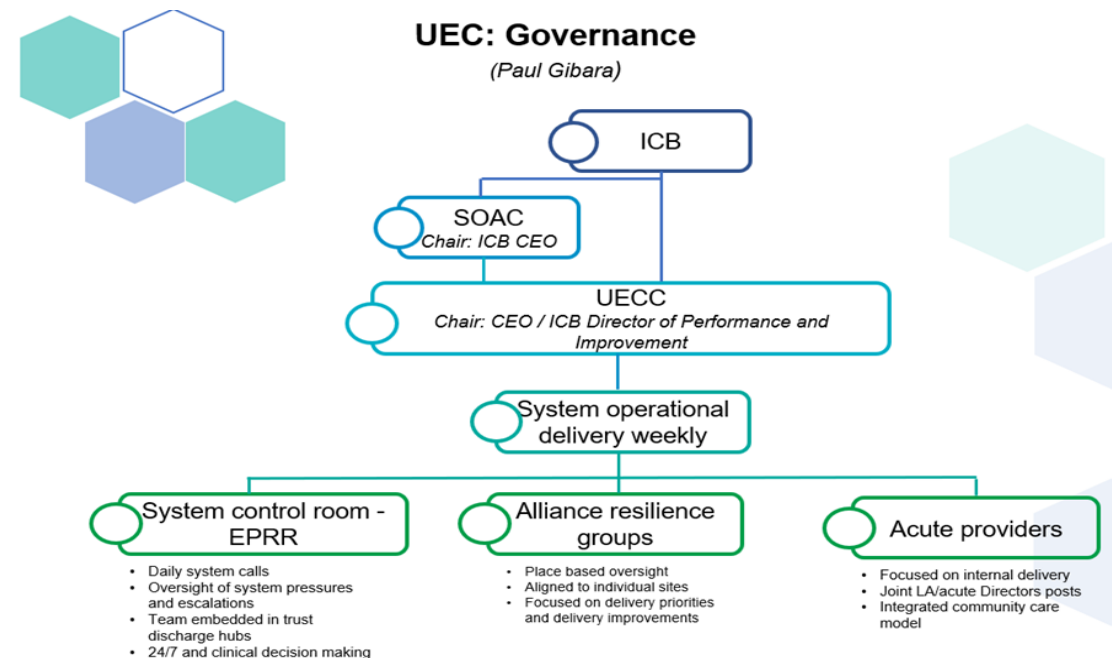 UEC: Governance
(Paul Gibara)
ICB
SOAC
Chair: ICB CEO
UECC
Chair: CEO / ICB Director of Performance and
Improvement
System operational
delivery weekly
System control room -
EPRR
• Daily system calls
• Oversight of system pressures
and escalations
• Team embedded in trust
discharge hubs
• 24/7 and clinical decision making
Alliance resilience
groups
• Place based oversight
• Aligned to individual sites
• Focused on delivery priorities
and delivery improvements
Acute providers
• Focused on internal delivery
• Joint LA/acute Directors posts
• Integrated community care
model